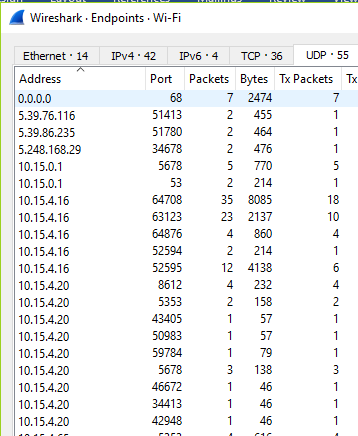 Wireshark · Endpoints · Wi-Fi
Ethernet · 14 IPv4 · 42 IPv6 · 4 TCP · 36 UDP · 55
Address Port Packets Bytes Tx Packets Tx
0.0.0.0 68 7 2474 7
5.39.76.116 51413 2 455 1
5.39.86.235 51780 2 464 1
5.248.168.29 34678 2 476 1
10.15.0.1 5678 5 770 5
10.15.0.1 53 2 214 1
10.15.4.16 64708 35 8085 18
10.15.4.16 63123 23 2137 10
10.15.4.16 64876 4 860 4
10.15.4.16 52594 2 214 1
10.15.4.16 52595 12 4138 6
10.15.4.20 8612 4 232 4
10.15.4.20 5353 2 158 2
10.15.4.20 43405 1 57 1
10.15.4.20 50983 1 57 1
10.15.4.20 59784 1 79 1
10.15.4.20 5678 3 138 3
10.15.4.20 46672 1 46 1
10.15.4.20 34413 1 46 1
10.15.4.20 42948 1 46 1